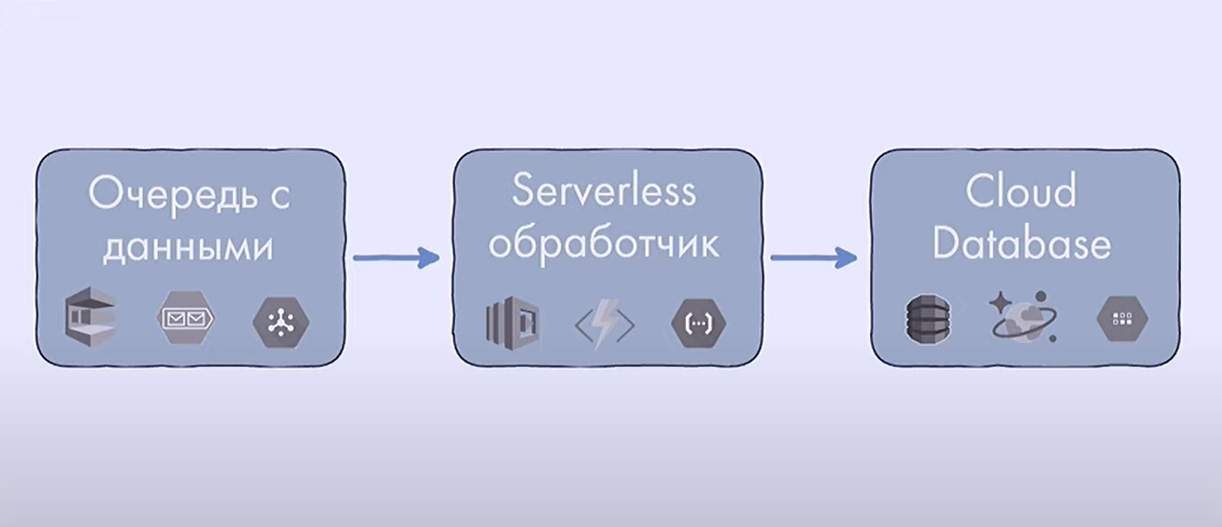 Очередь с
данными
Serverless
обработчик
Cloud
Database